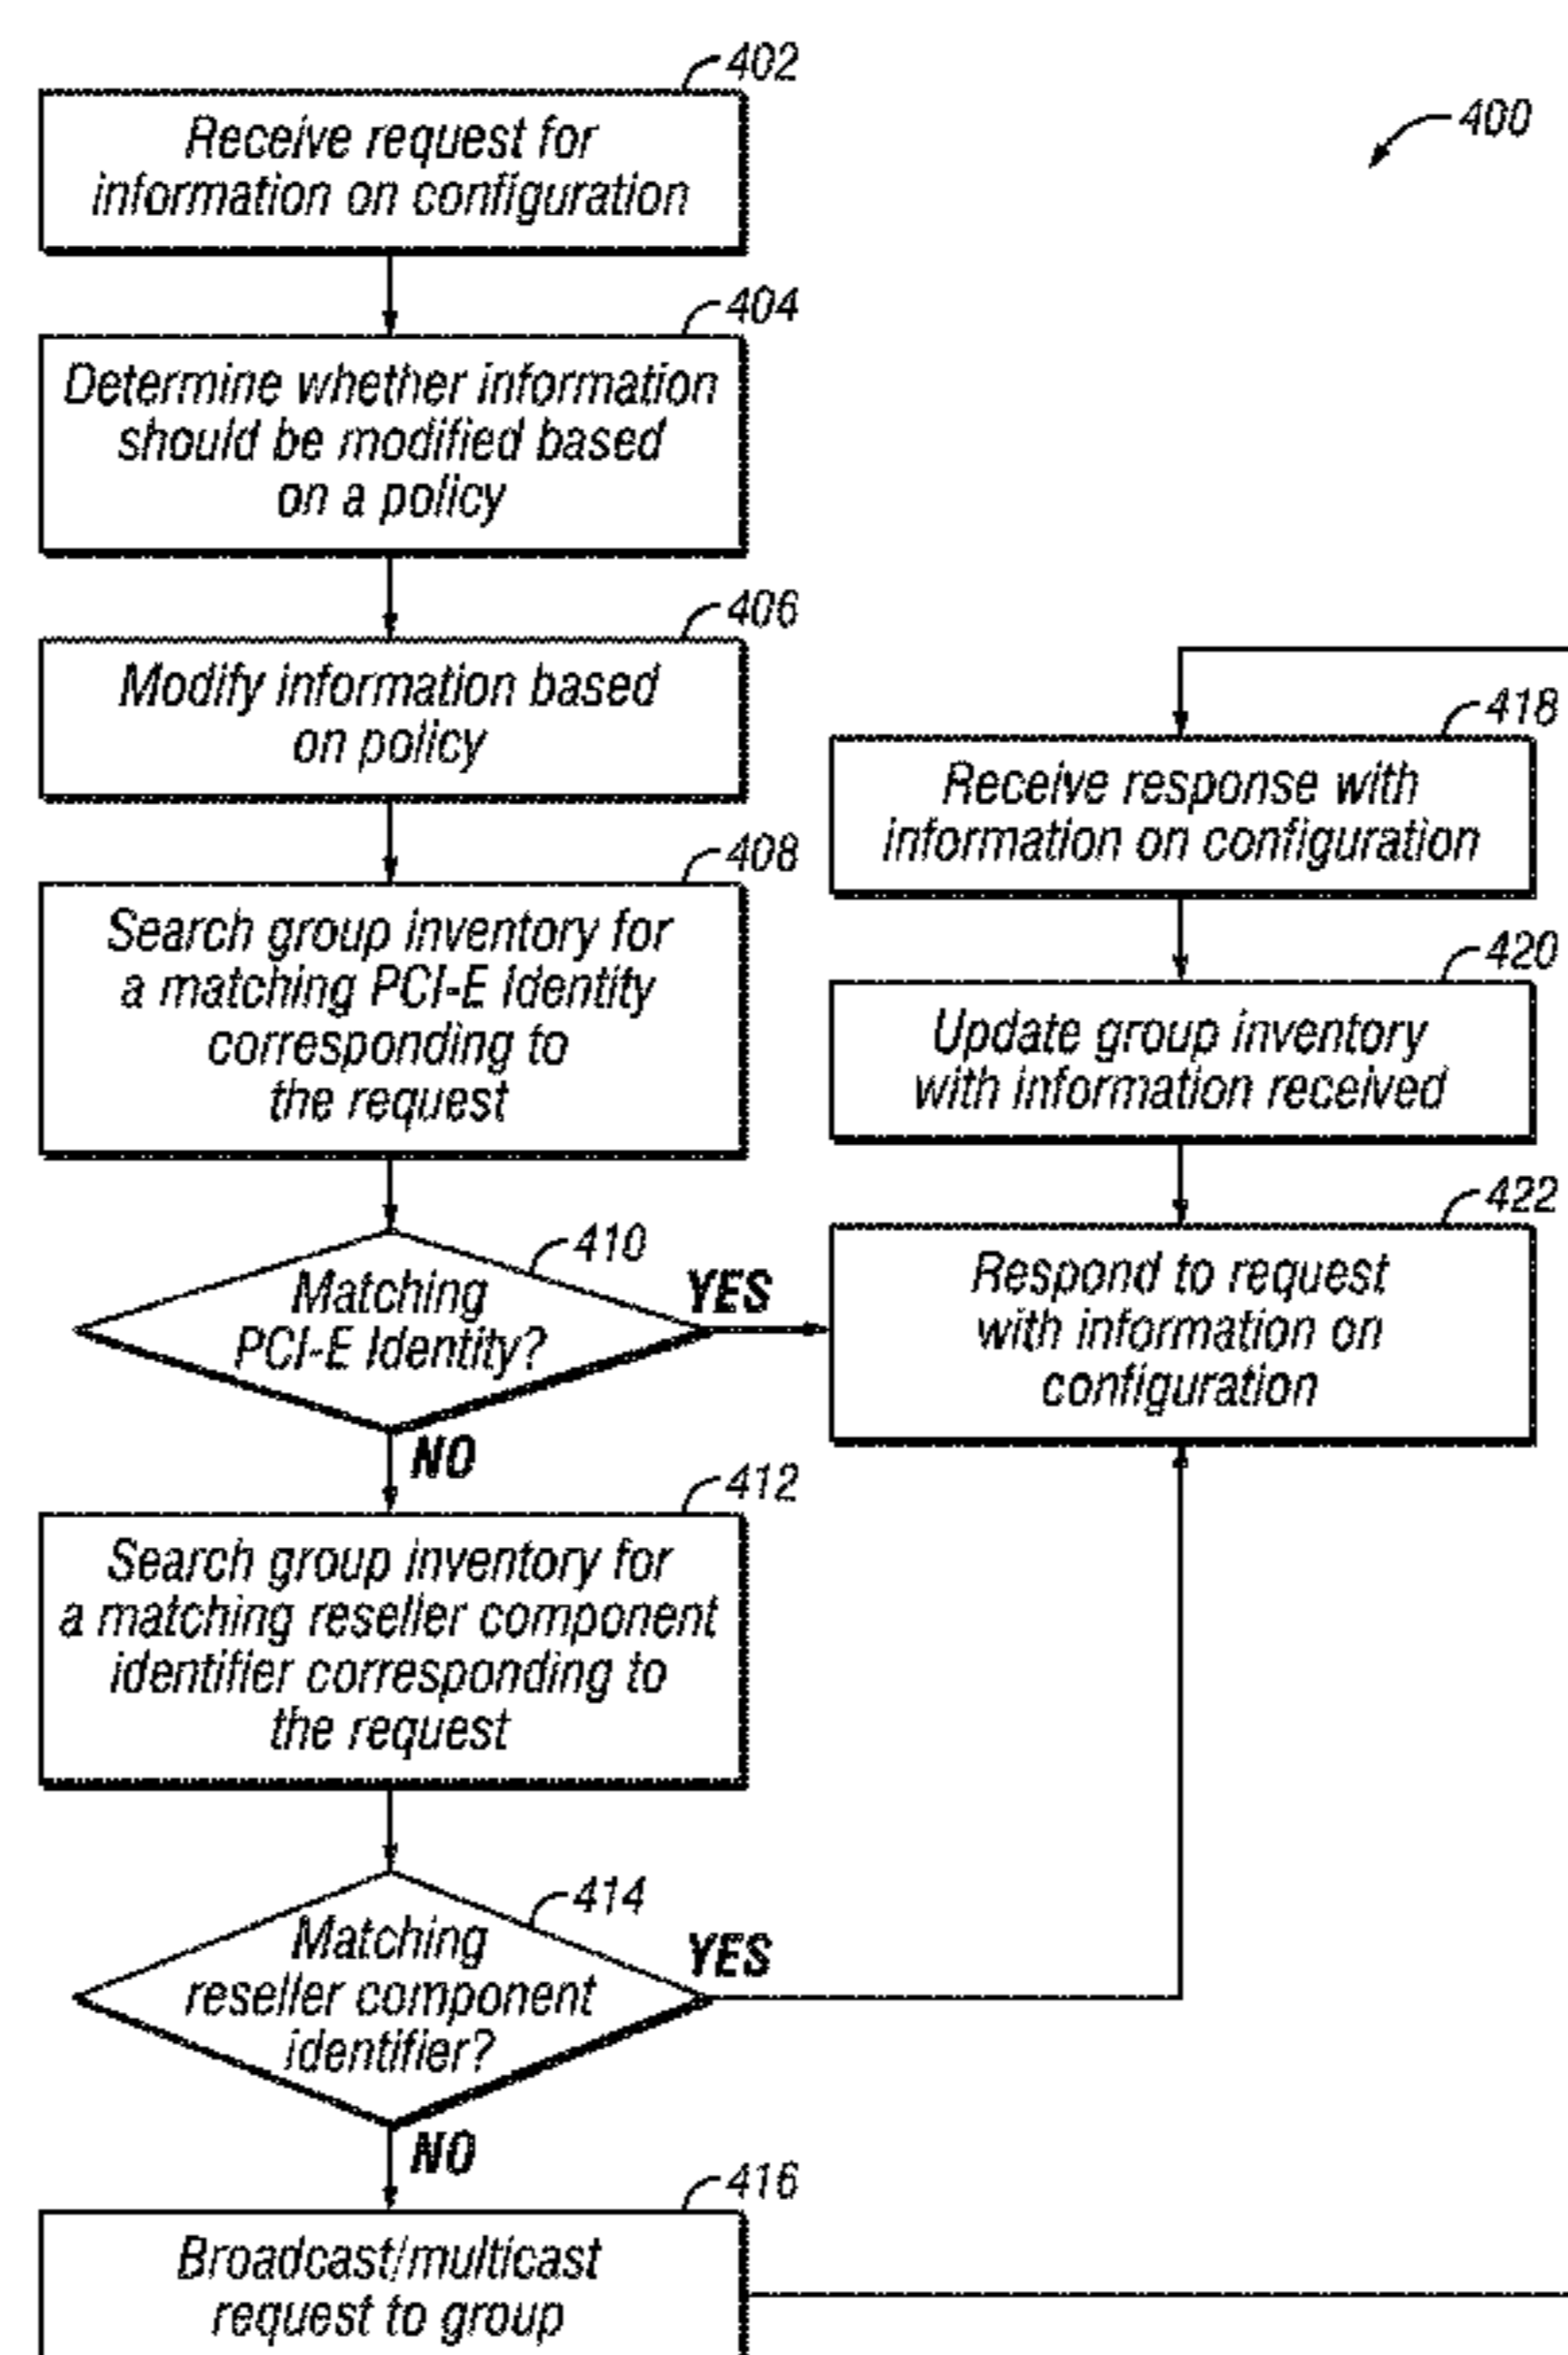 402
Receive request for
information on configuration
400
404
Determine whether information
should be modified based
on a policy
406
Modify information based
on policy
408
Search group inventory for
a matching PCI-E Identity
corresponding to
the request
410
Matching
PCI-E Identity?
YES
NO
412
Search group inventory for
a matching reseller component
identifier corresponding to
the request
414
Matching
reseller component
identifier?
YES
NO
416
Broadcast/multicast
request to group
418
Receive response with
information on configuration
420
Update group inventory
with information received
422
Respond to request
with information on
configuration